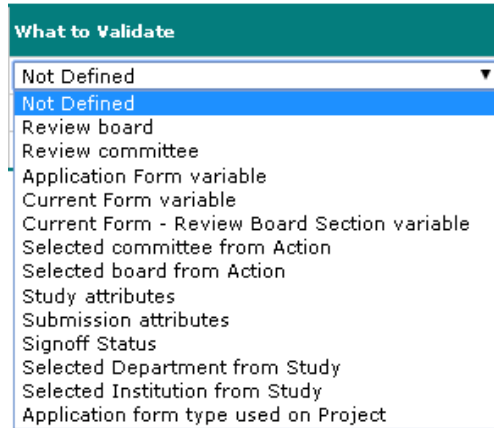 What to Validate
Not Defined
Not Defined
Review board
Review committee
Application Form variable
Current Form variable
Current Form - Review Board Section variable
Selected committee from Action
Selected board from Action
Study attributes
Submission attributes
Signoff Status
Selected Department from Study
Selected Institution from Study
Application form type used on Project